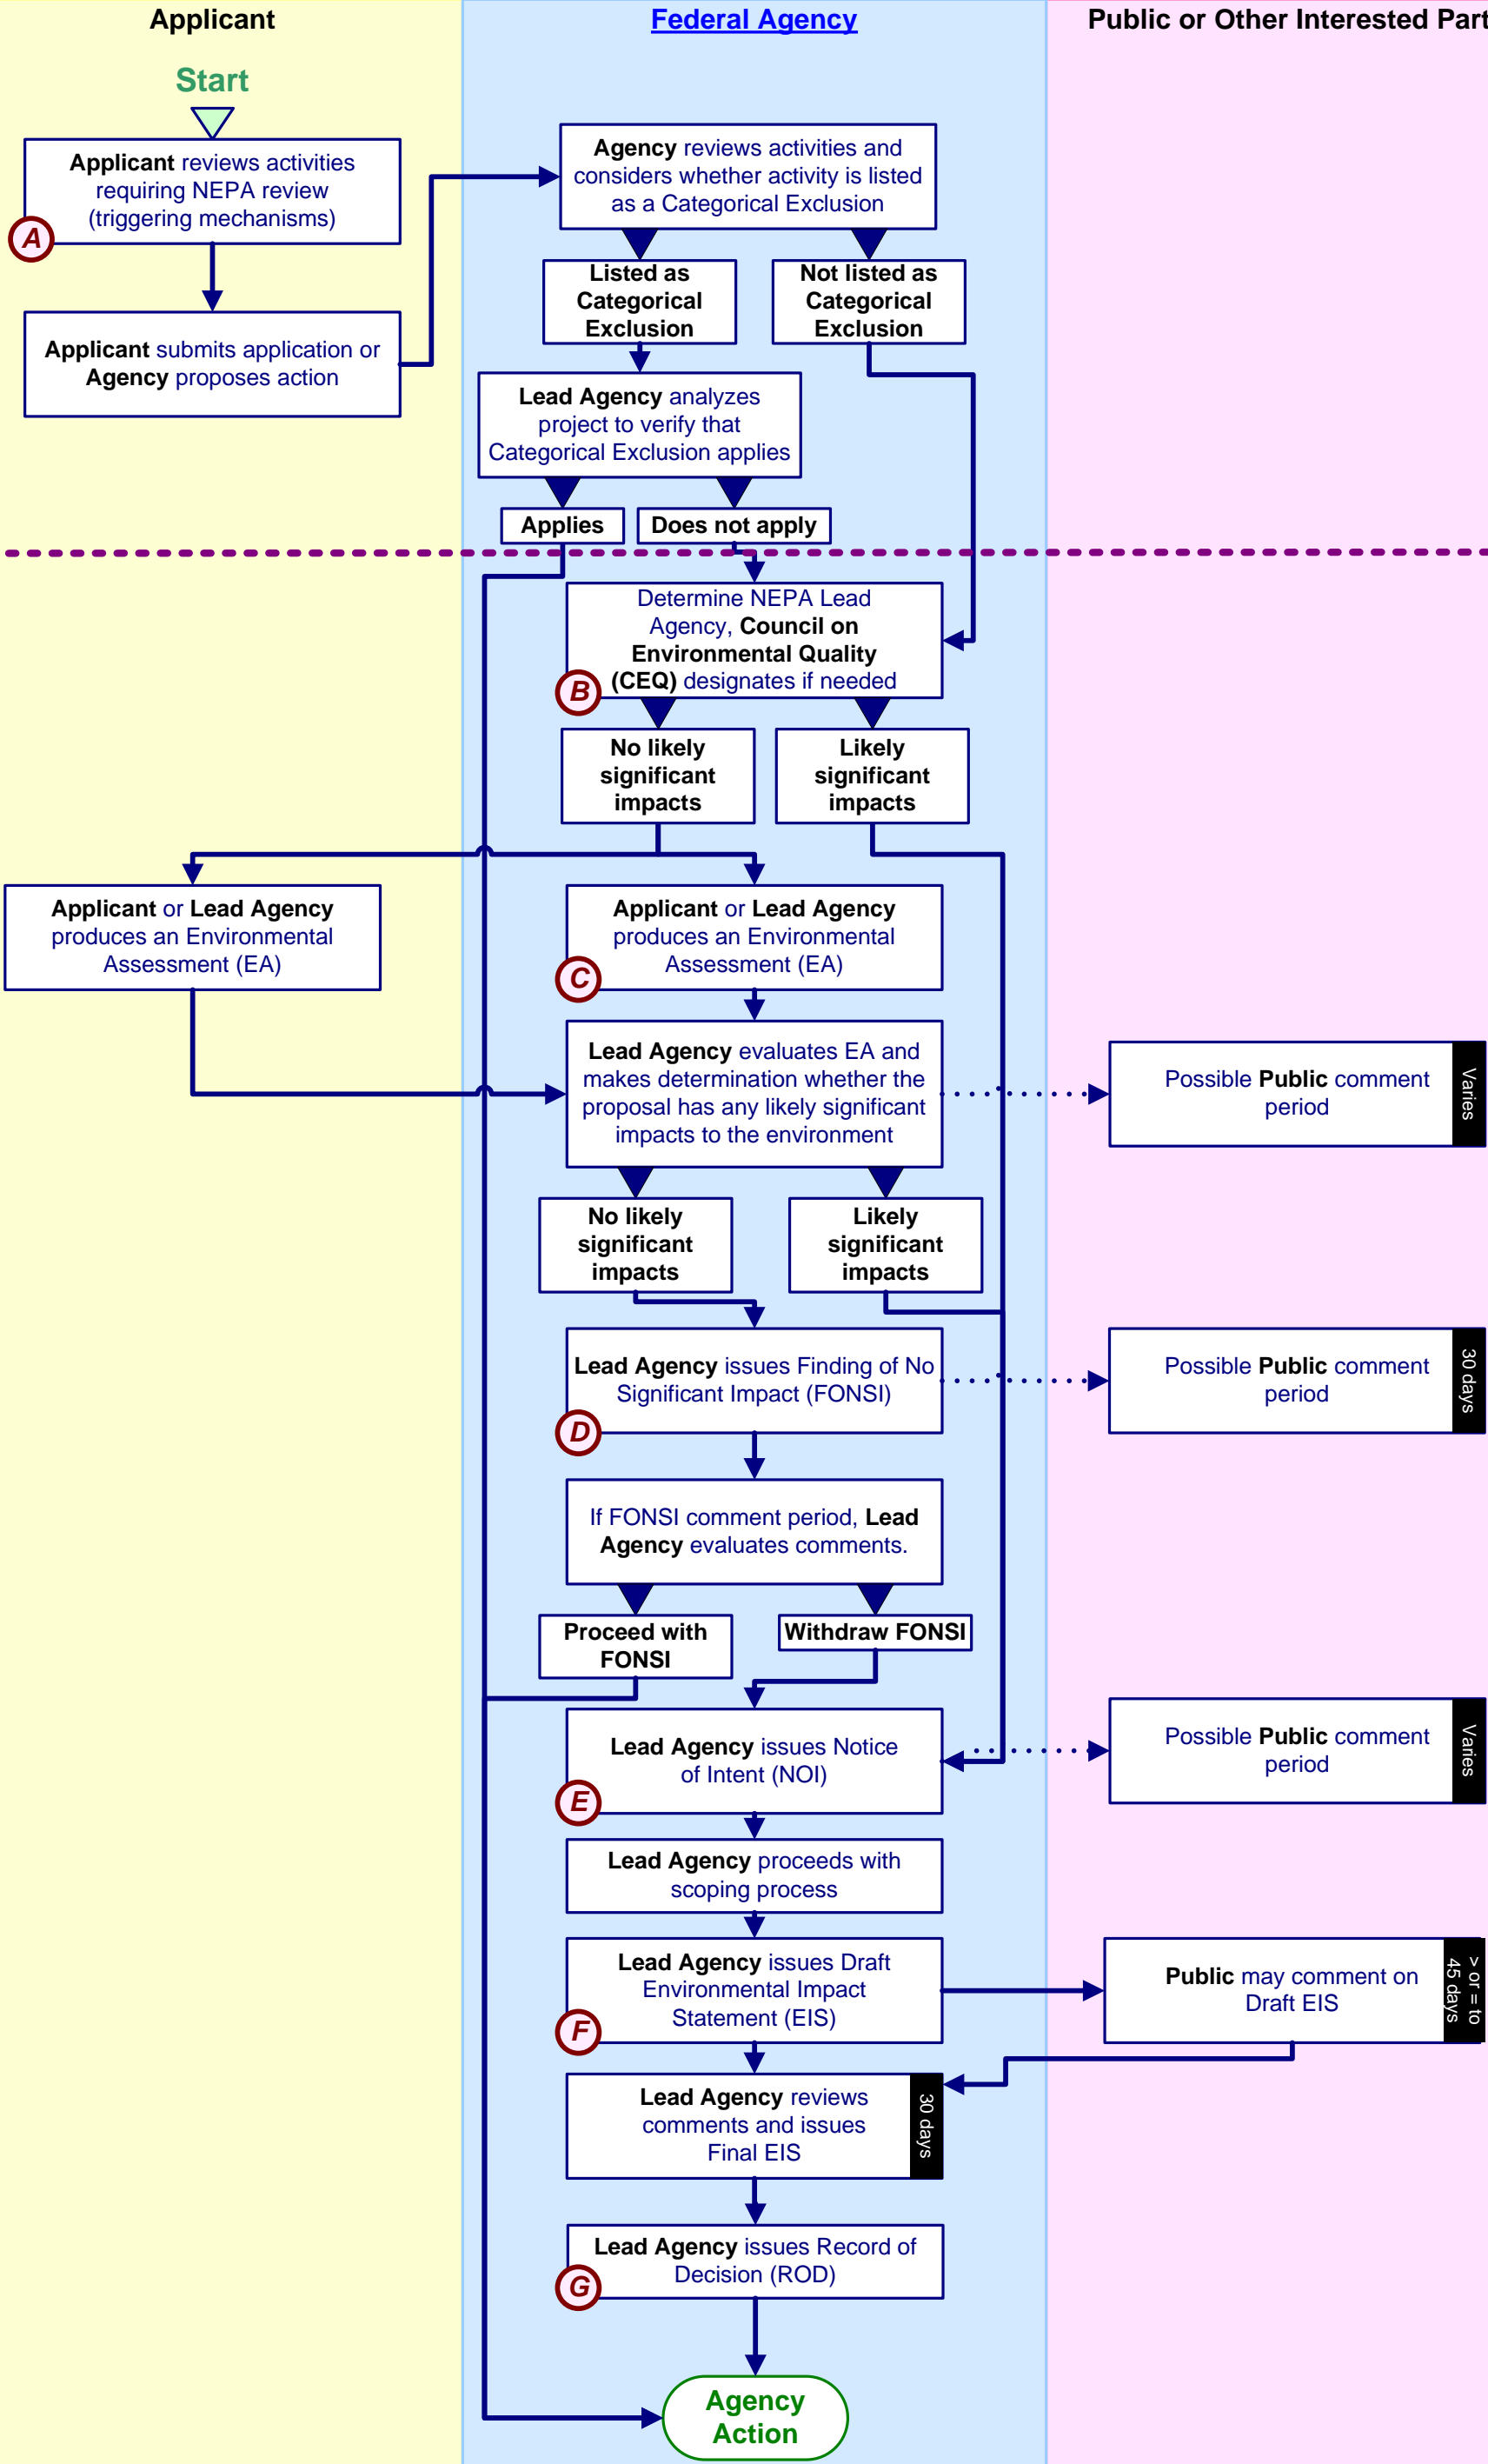 Applicant
Federal Agency
Public or Other Interested Part
Start
Applicant reviews activities
requiring NEPA review
(triggering mechanisms)
A
Applicant submits application or
Agency proposes action
Agency reviews activities and
considers whether activity is listed
as a Categorical Exclusion
Listed as
Categorical
Exclusion
Not listed as
Categorical
Exclusion
Lead Agency analyzes
project to verify that
Categorical Exclusion applies
Applies
Does not apply
Determine NEPA Lead
Agency, Council on
Environmental Quality
(CEQ) designates if needed
B
No likely
significant
impacts
Likely
significant
impacts
Applicant or Lead Agency
produces an Environmental
Assessment (EA)
Applicant or Lead Agency
produces an Environmental
Assessment (EA)
C
Lead Agency evaluates EA and
makes determination whether the
proposal has any likely significant
impacts to the environment
Possible Public comment
period
Varies
No likely
significant
impacts
Likely
significant
impacts
Lead Agency issues Finding of No
Significant Impact (FONSI)
D
Possible Public comment
period
30 days
If FONSI comment period, Lead
Agency evaluates comments.
Proceed with
FONSI
Withdraw FONSI
Lead Agency issues Notice
of Intent (NOI)
E
Possible Public comment
period
Varies
Lead Agency proceeds with
scoping process
Lead Agency issues Draft
Environmental Impact
Statement (EIS)
F
Public may comment on
Draft EIS
> or = to
45 days
Lead Agency reviews
comments and issues
Final EIS
30 days
Lead Agency issues Record of
Decision (ROD)
G
Agency
Action